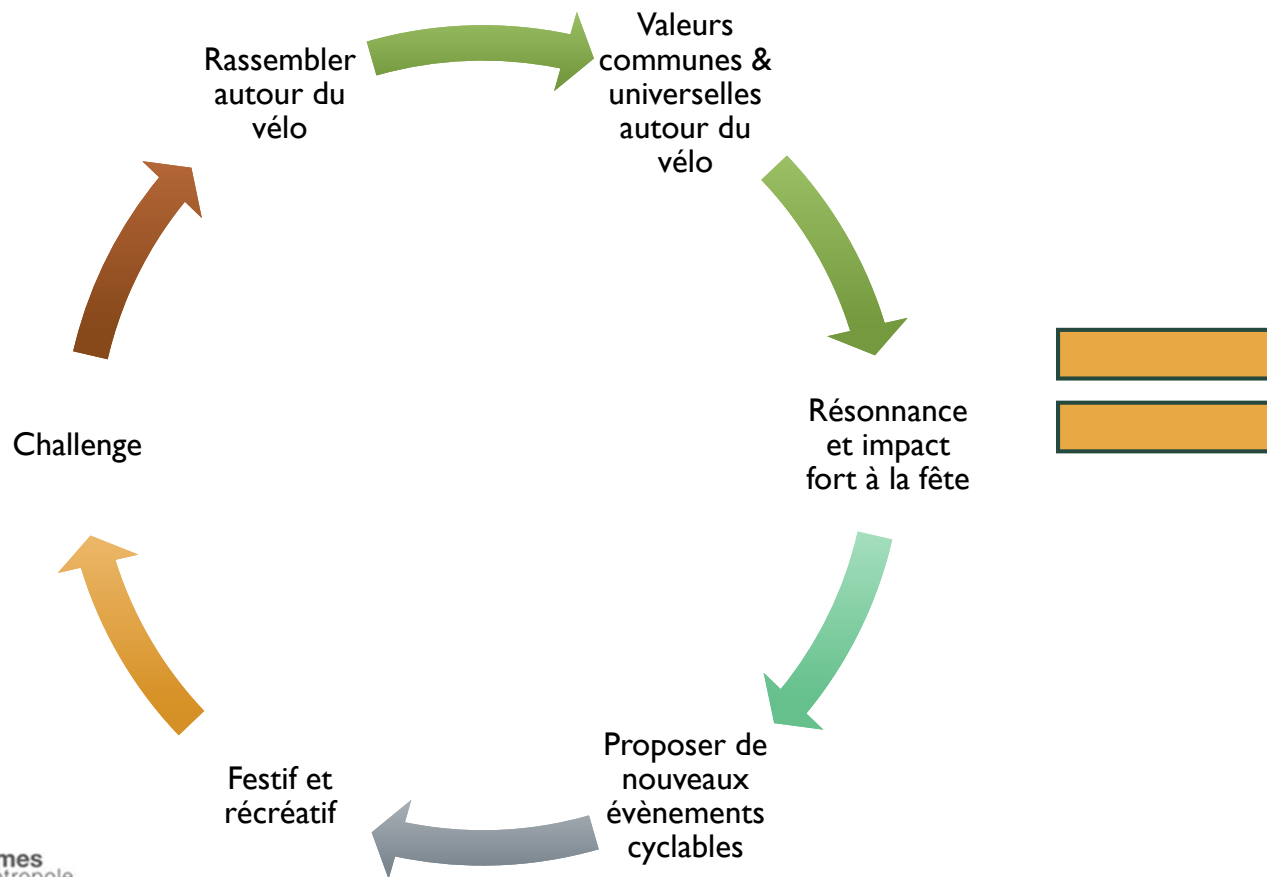 Rassembler
autour du
vélo
Valeurs
communes &
universelles
autour du
vélo
Résonnance
et impact
fort à la fête
Proposer de
nouveaux
évènements
cyclables
Festif et
récréatif
Challenge